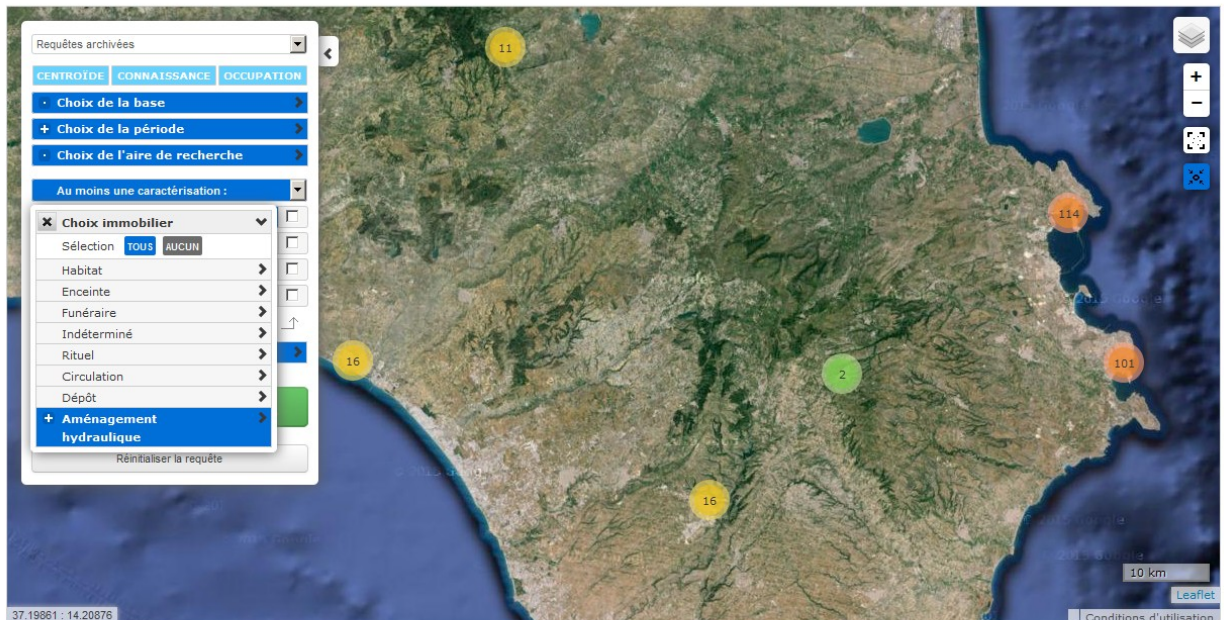 Requêtes archivées
CENTROÏDE CONNAISSANCE OCCUPATION
Choix de la base
+ Choix de la période
Choix de l'aire de recherche
Au moins une caractérisation :
Choix immobilier
Sélection TOUS AUCUN
Habitat
Enceinte
Funéraire
Indéterminé
Rituel
Circulation
Dépôt
+ Aménagement
hydraulique
Réinitialiser la requête
11
114
16
2
101
16
+
−
10 km
Leaflet
37.19861 : 14.20876
Conditions d'utilisation